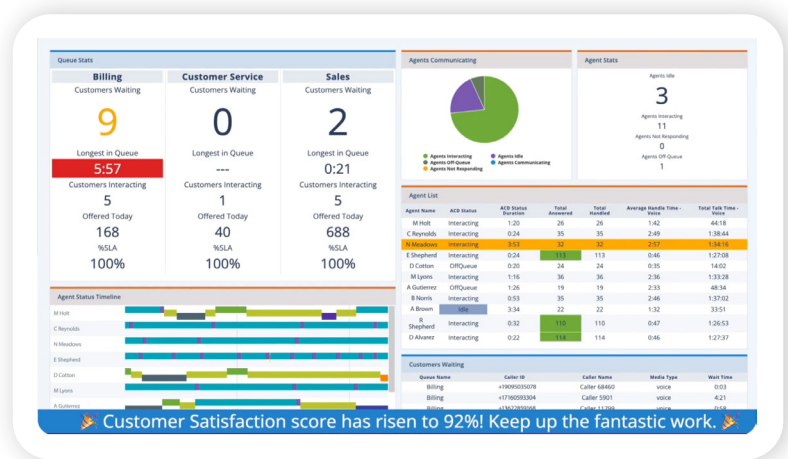 Queue Stats
Billing
Customers Waiting
9
Longest in Queue
5:57
Customers Interacting
5
Offered Today
168
%SLA
100%
Customer Service
Customers Waiting
0
Longest in Queue
---
Customers Interacting
1
Offered Today
40
%SLA
100%
Sales
Customers Waiting
2
Longest in Queue
0:21
Customers Interacting
5
Offered Today
688
%SLA
100%
Agent Status Timeline
M Holt
C Reynolds
N Meadows
E Shepherd
D Cotton
M Lyons
A Gutierrez
Agents Communicating
Agents Interacting
Agents Idle
Agents Off-Queue
Agents Communicating
Agents Not Responding
Agent Stats
Agents Idle
3
Agents Interacting
11
Agents Not Responding
0
Agents Off Queue
1
Agent List
Agent Name ACD Status ACD Status Duration Total Answered Total Handled Average Handle Time - Voice Total Talk Time - Voice
M Holt Interacting 1:20 26 26 1:42 44:18
C Reynolds Interacting 0:24 35 35 2:49 1:38:44
N Meadows Interacting 3:53 32 32 2:57 1:34:16
E Shepherd Interacting 0:24 113 113 0:46 1:27:08
D Cotton OffQueue 0:20 24 24 0:35 14:02
M Lyons Interacting 1:16 36 36 2:36 1:33:28
A Gutierrez OffQueue 1:26 19 19 2:33 48:34
B Norris Interacting 0:53 35 35 2:46 1:37:02
A Brown Idle 3:34 22 22 1:32 33:51
R Shepherd Interacting 0:32 110 110 0:47 1:26:53
D Alvarez Interacting 0:22 114 114 0:46 1:27:37
Customers Waiting
Queue Name Caller ID Caller Name Media Type Wait Time
Billing +19095035078 Caller 68460 voice 0:03
Billing +17160593304 Caller 5901 voice 4:21
Billing Caller 11799 voice 0:59
🎉 Customer Satisfaction score has risen to 92%! Keep up the fantastic work. 🎉